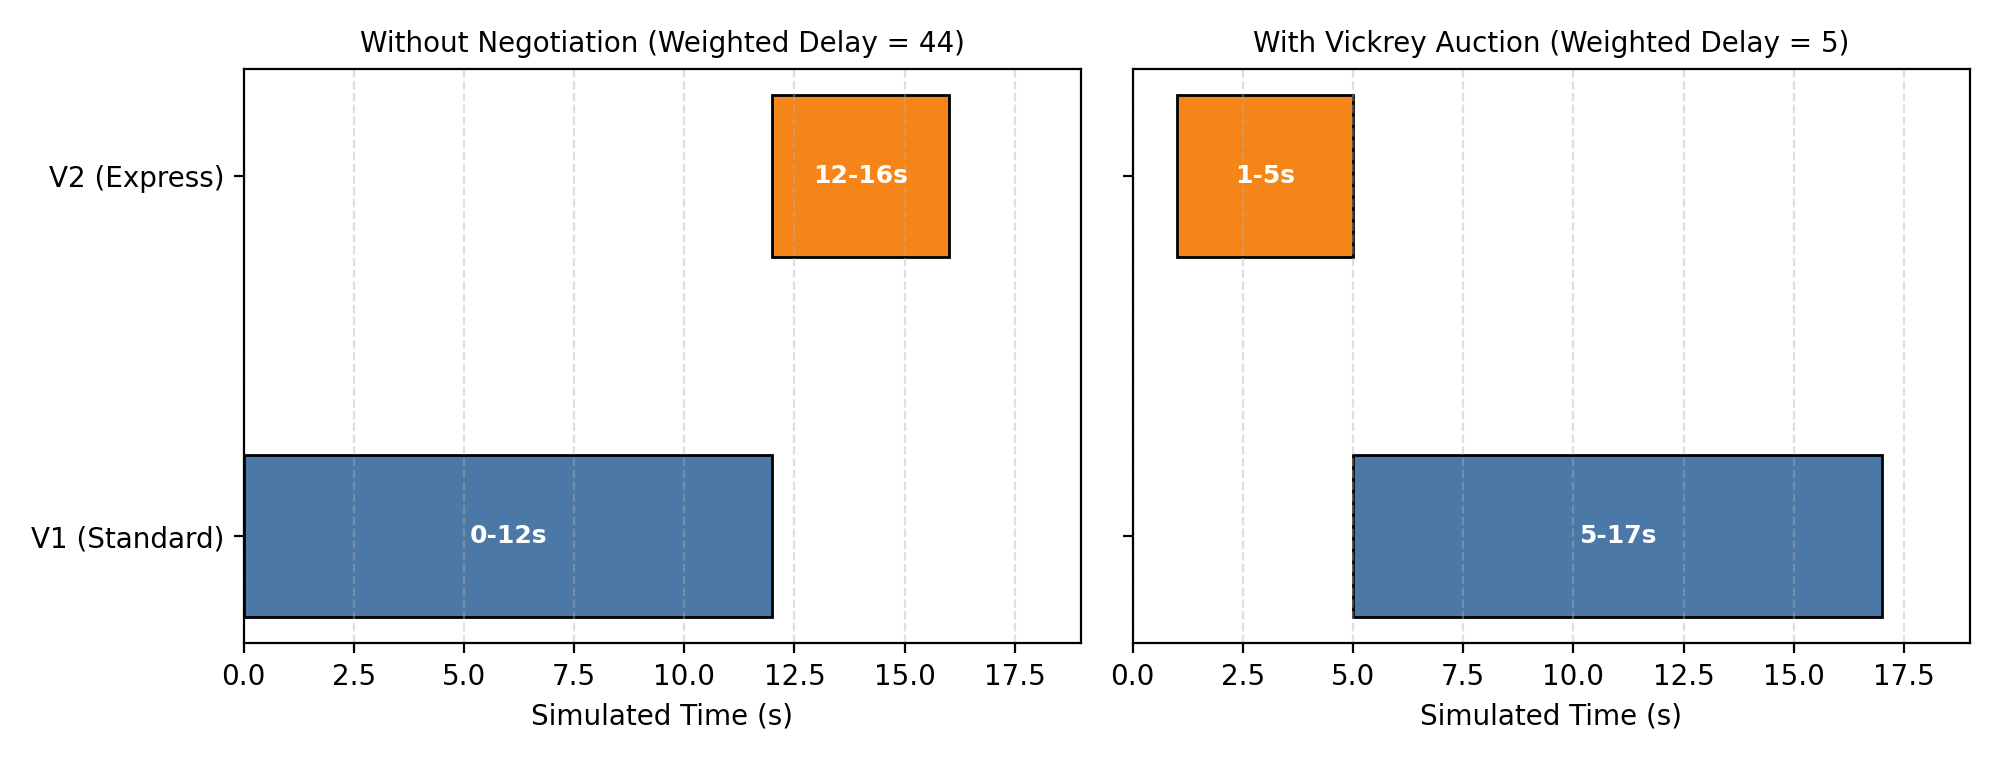 Without Negotiation (Weighted Delay = 44)
With Vickrey Auction (Weighted Delay = 5)
V2 (Express)
12-16s
1-5s
V1 (Standard)
0-12s
5-17s
0.0 2.5 5.0 7.5 10.0 12.5 15.0 17.5
0.0 2.5 5.0 7.5 10.0 12.5 15.0 17.5
Simulated Time (s)
Simulated Time (s)